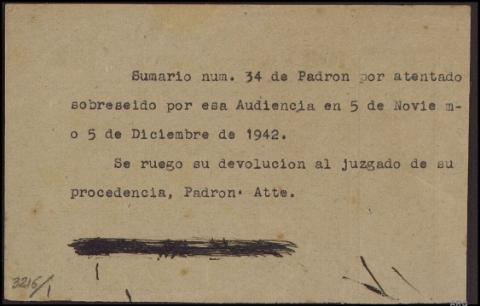 Sumario num. 34 de Padron por atentado
sobreseido por esa Audiencia en 5 de Novie m-
o 5 de Diciembre de 1942.
Se ruego su devolucion al juzgado de su
procedencia, Padron. Atte.
3216/1